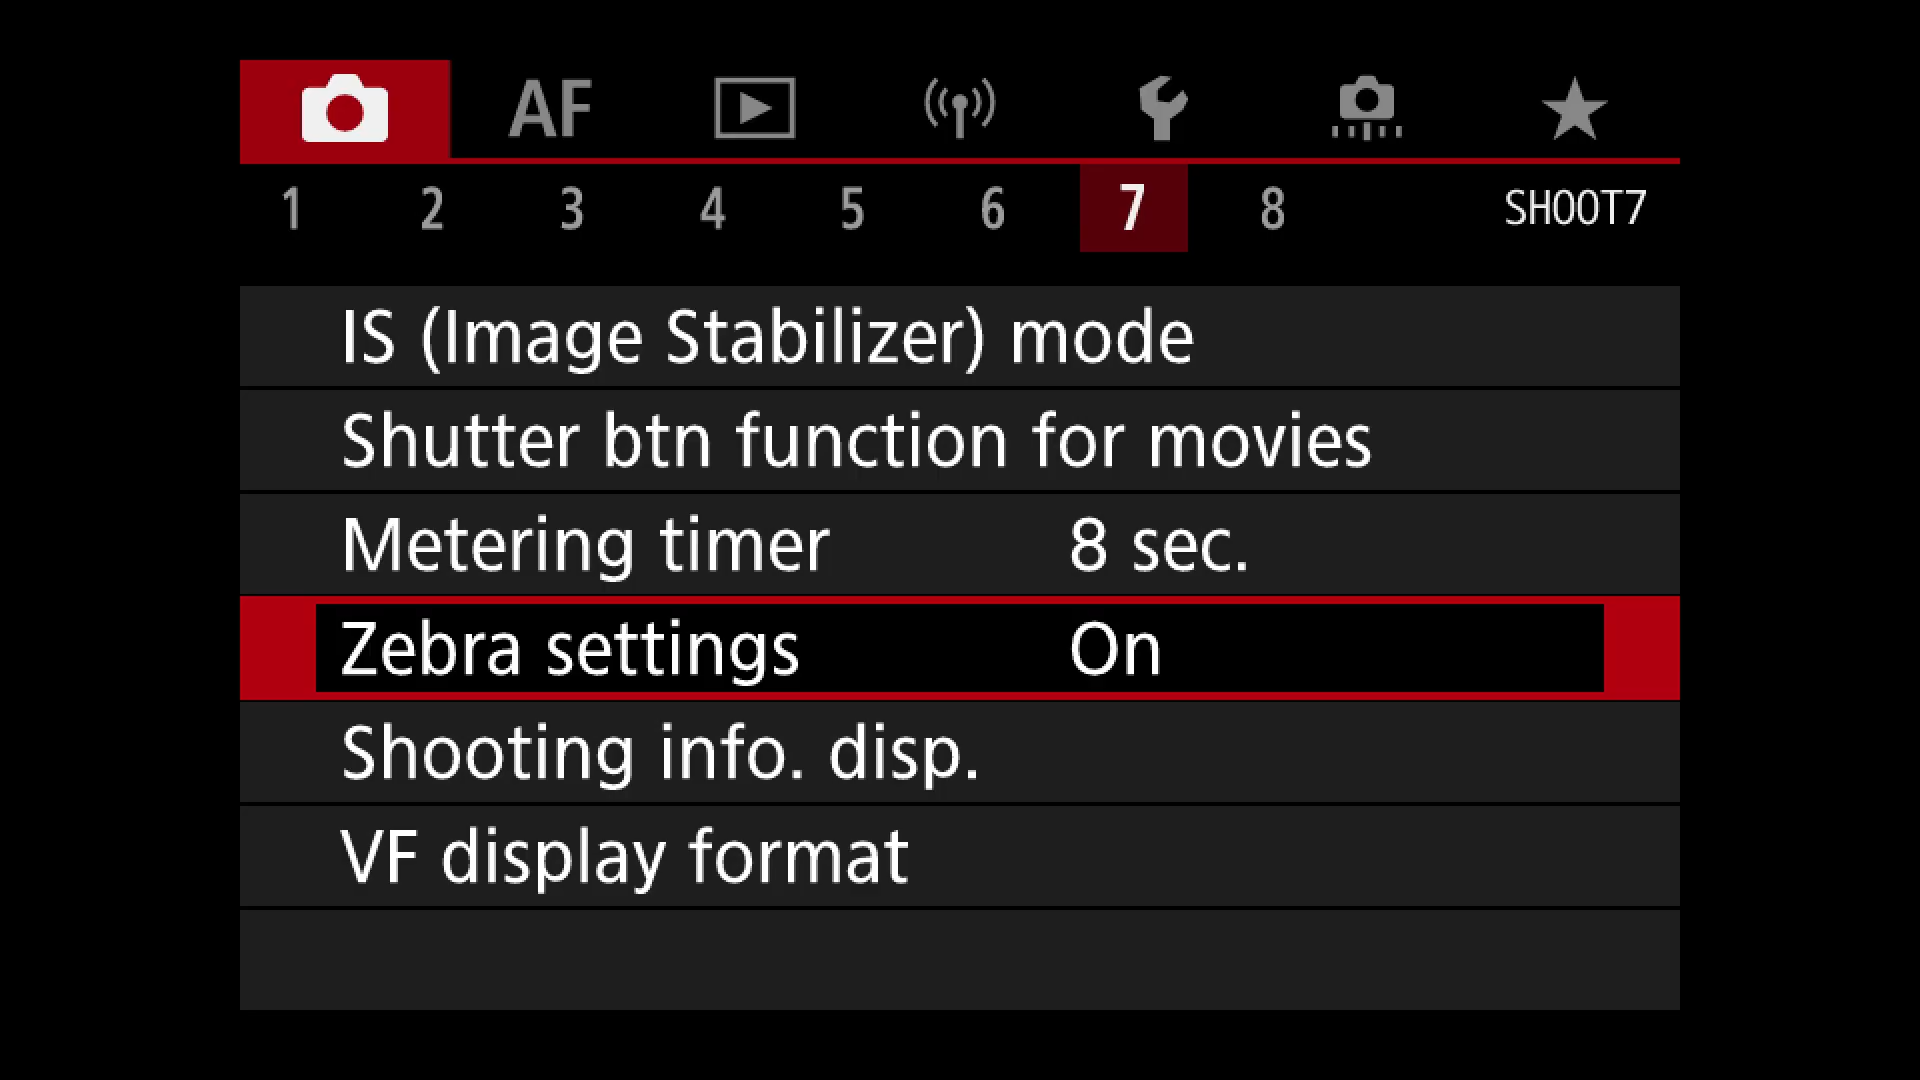 AF
1 2 3 4 5 6 7 8 SHOOT7
IS (Image Stabilizer) mode
Shutter btn function for movies
Metering timer 8 sec.
Zebra settings On
Shooting info. disp.
VF display format